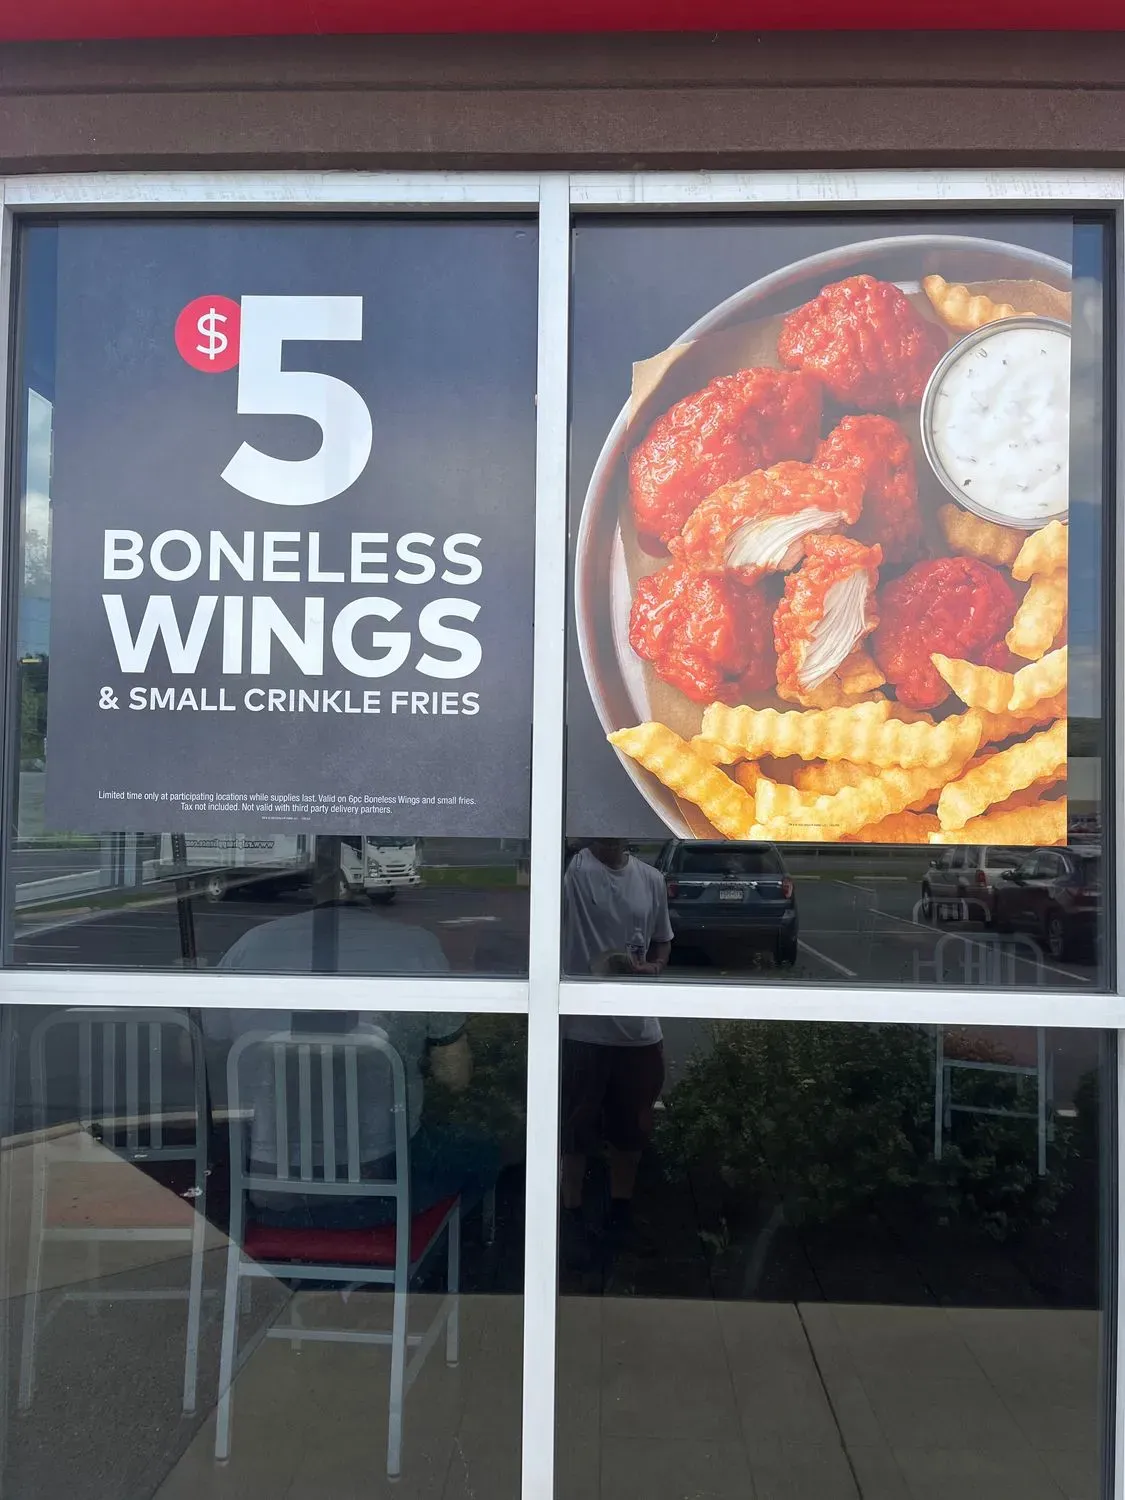 $5
BONELESS
WINGS
& SMALL CRINKLE FRIES
Limited time only at participating locations while supplies last. Valid on 6pc Boneless Wings and small fries.
Tax not included. Not valid with third party delivery partners.